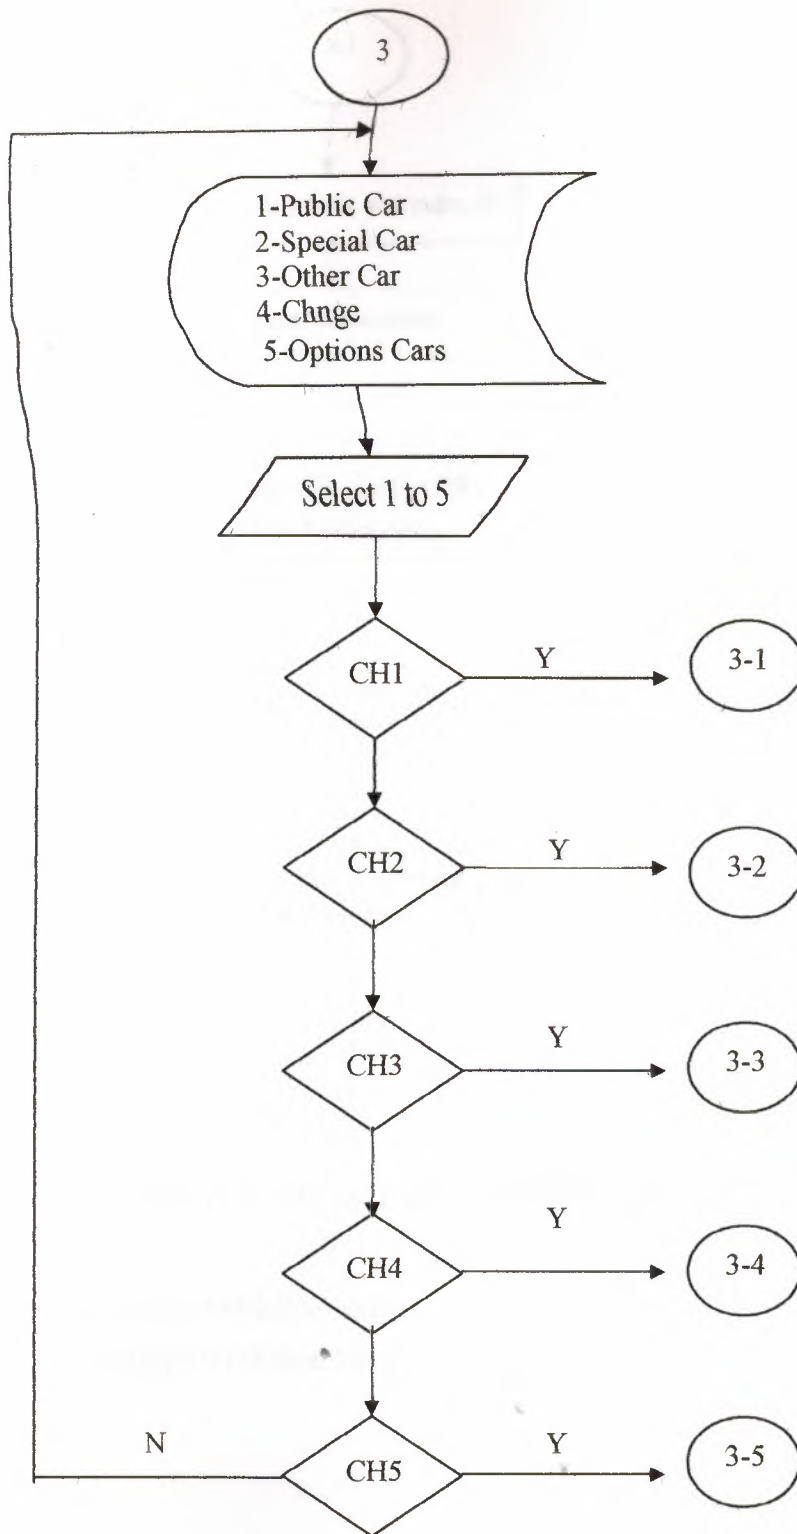 3
1-Public Car
2-Special Car
3-Other Car
4-Chnge
5-Options Cars
Select 1 to 5
CH1
Y
3-1
CH2
Y
3-2
CH3
Y
3-3
CH4
Y
3-4
N
CH5
Y
3-5